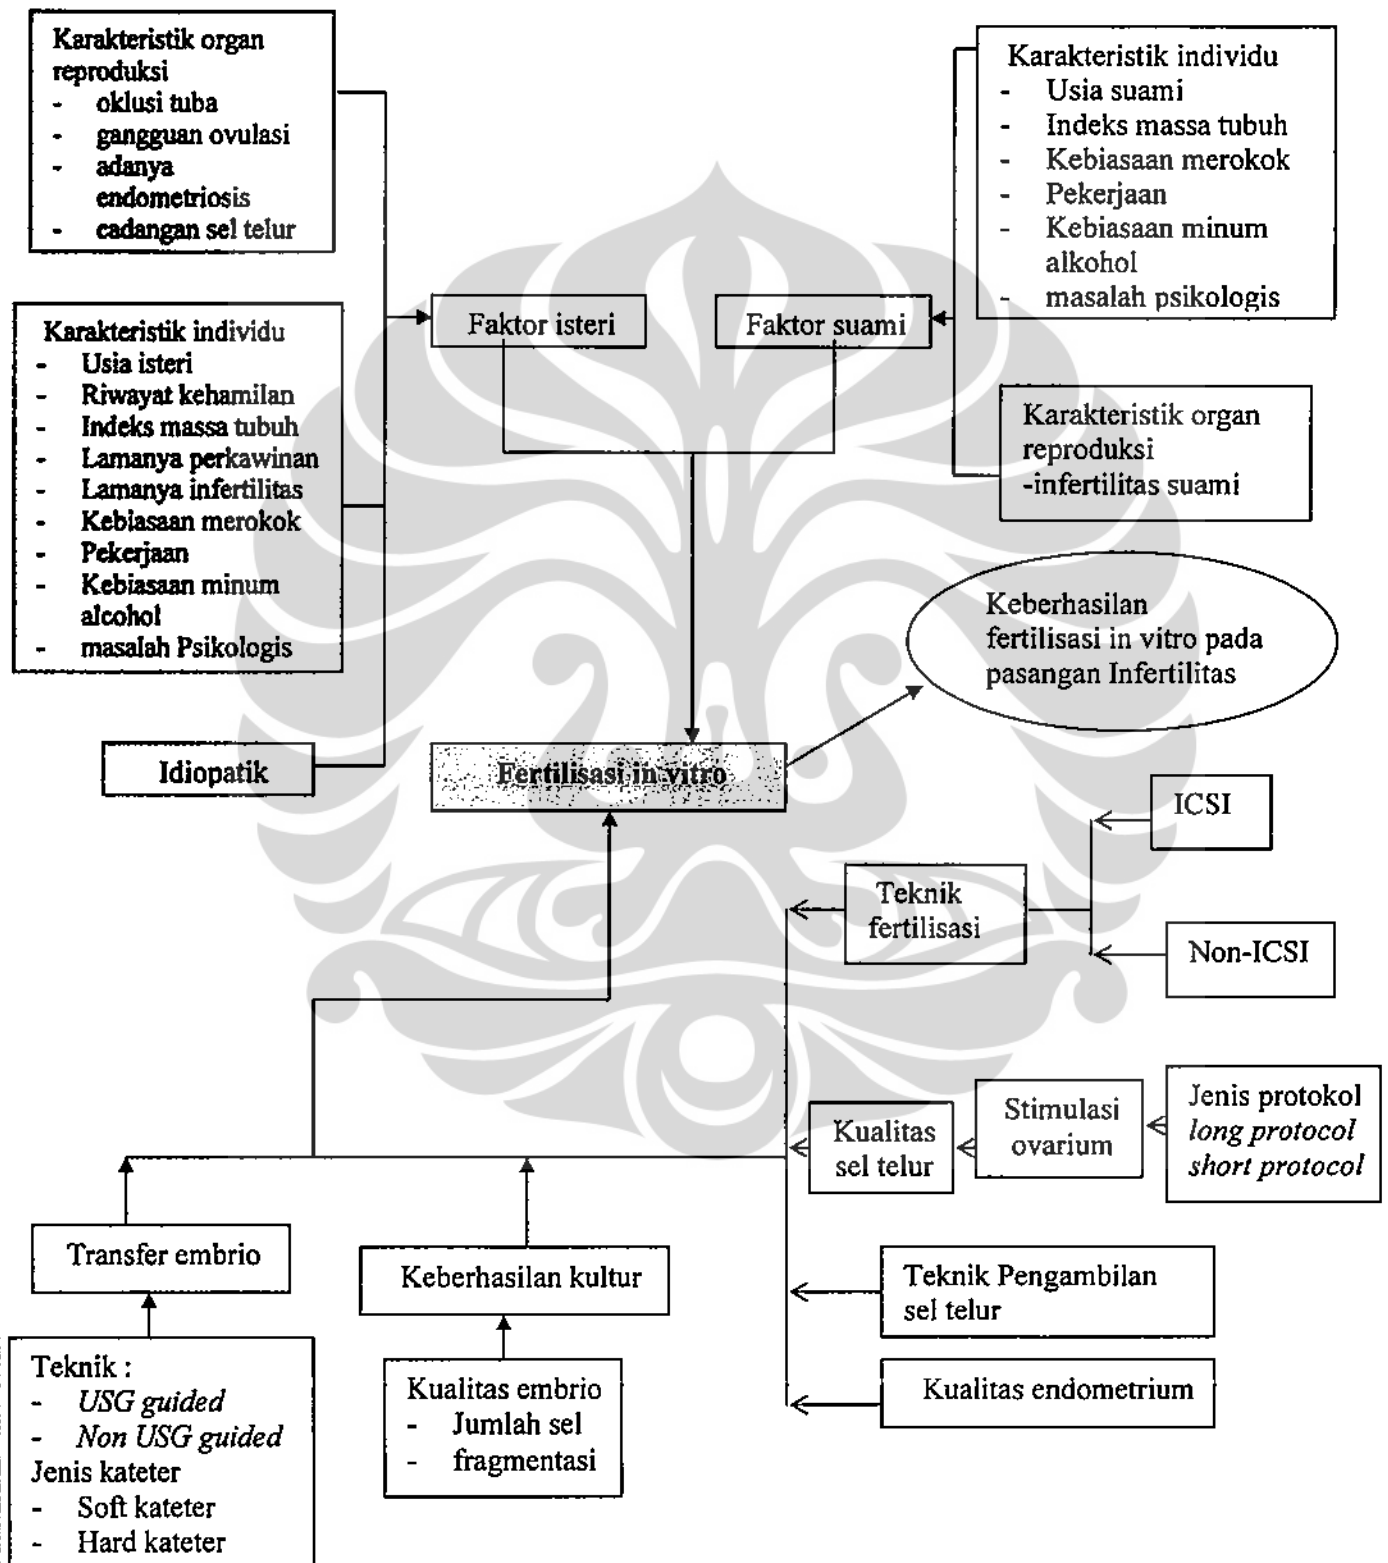 Karakteristik organ
reproduksi
- oklusi tuba
- gangguan ovulasi
- adanya
endometriosis
- cadangan sel telur
Karakteristik individu
- Usia suami
- Indeks massa tubuh
- Kebiasaan merokok
- Pekerjaan
- Kebiasaan minum
alkohol
- masalah psikologis
Faktor isteri
Faktor suami
Karakteristik individu
- Usia isteri
- Riwayat kehamilan
- Indeks massa tubuh
- Lamanya perkawinan
- Lamanya infertilitas
- Kebiasaan merokok
- Pekerjaan
- Kebiasaan minum
alcohol
- masalah Psikologis
Karakteristik organ
reproduksi
-infertilitas suami
Keberhasilan
fertilisasi in vitro pada
pasangan Infertilitas
Idiopatik
Fertilisasi in vitro
ICSI
Teknik
fertilisasi
Non-ICSI
Kualitas
sel telur
Stimulasi
ovarium
Jenis protokol
long protocol
short protocol
Transfer embrio
Keberhasilan kultur
Teknik Pengambilan
sel telur
Teknik :
- USG guided
- Non USG guided
Jenis kateter
- Soft kateter
- Hard kateter
Kualitas embrio
- Jumlah sel
- fragmentasi
Kualitas endometrium